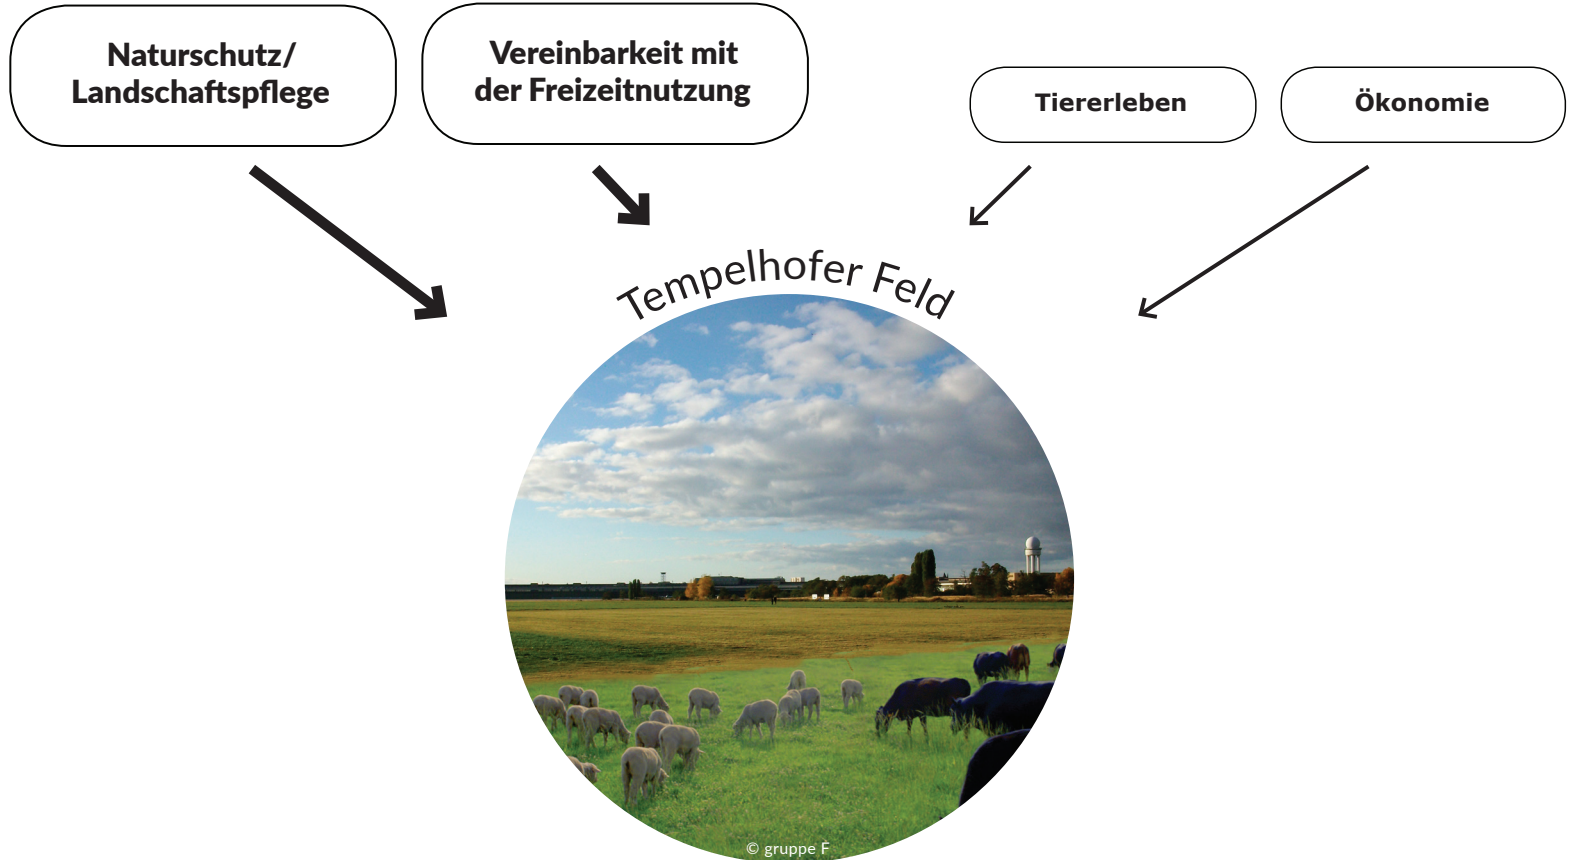 Naturschutz/
Landschaftspflege
Vereinbarkeit mit
der Freizeitnutzung
Tiererleben
Ökonomie
Tempelhofer Feld
© gruppe F